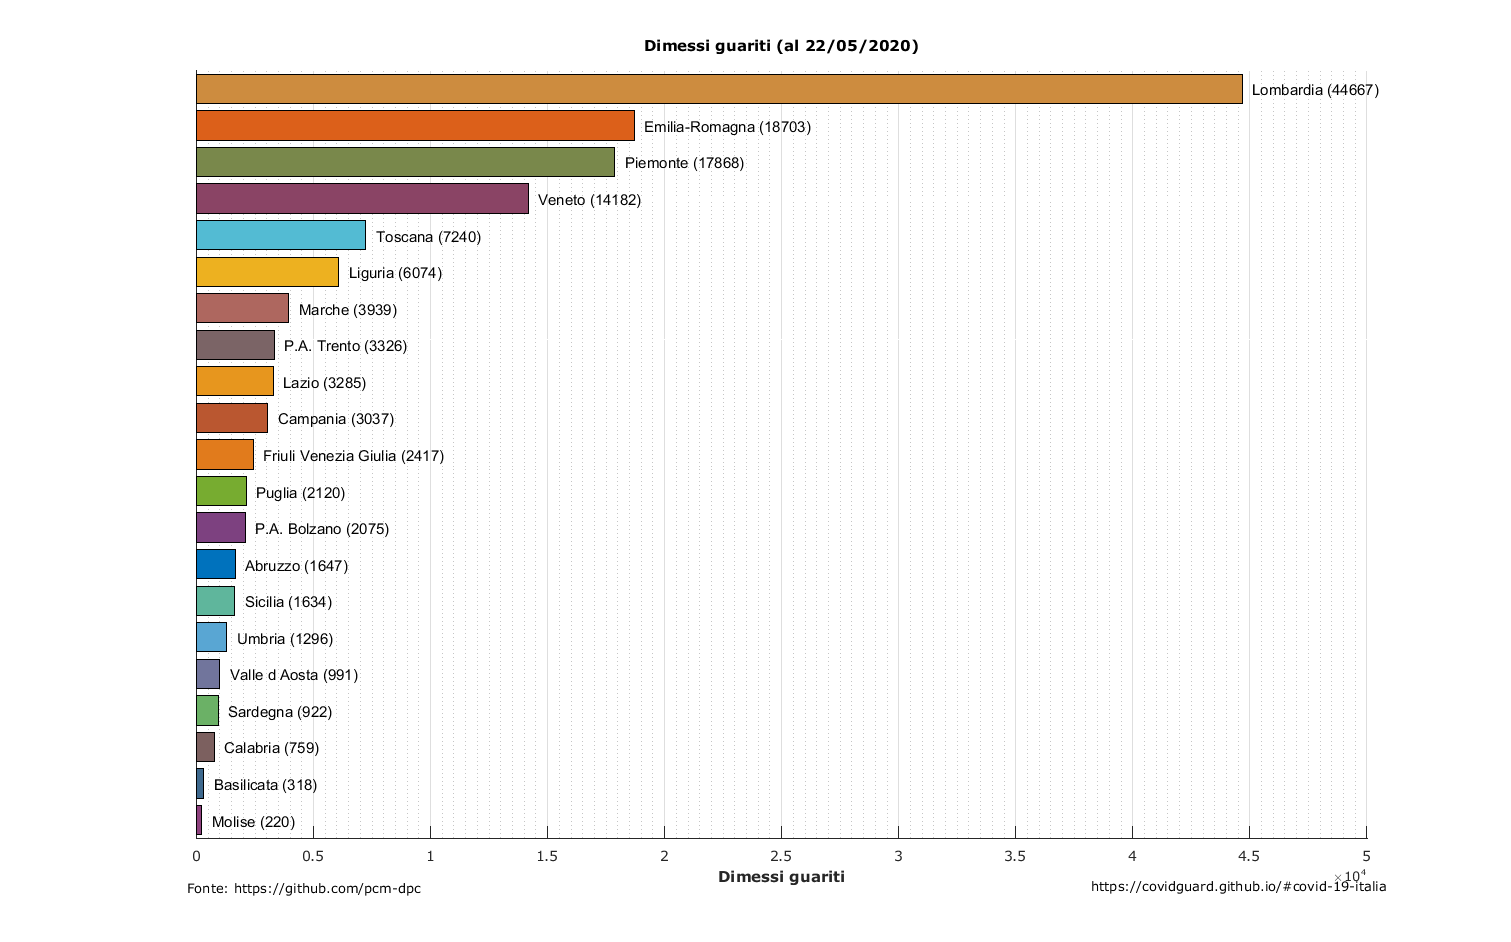 Dimessi guariti (al 22/05/2020)
Lombardia (44667)
Emilia-Romagna (18703)
Piemonte (17868)
Veneto (14182)
Toscana (7240)
Liguria (6074)
Marche (3939)
P.A. Trento (3326)
Lazio (3285)
Campania (3037)
Friuli Venezia Giulia (2417)
Puglia (2120)
P.A. Bolzano (2075)
Abruzzo (1647)
Sicilia (1634)
Umbria (1296)
Valle d Aosta (991)
Sardegna (922)
Calabria (759)
Basilicata (318)
Molise (220)
0 0.5 1 1.5 2 2.5 3 3.5 4 4.5 5
×10⁴
Dimessi guariti
Fonte: https://github.com/pcm-dpc
https://covidguard.github.io/#covid-19-italia